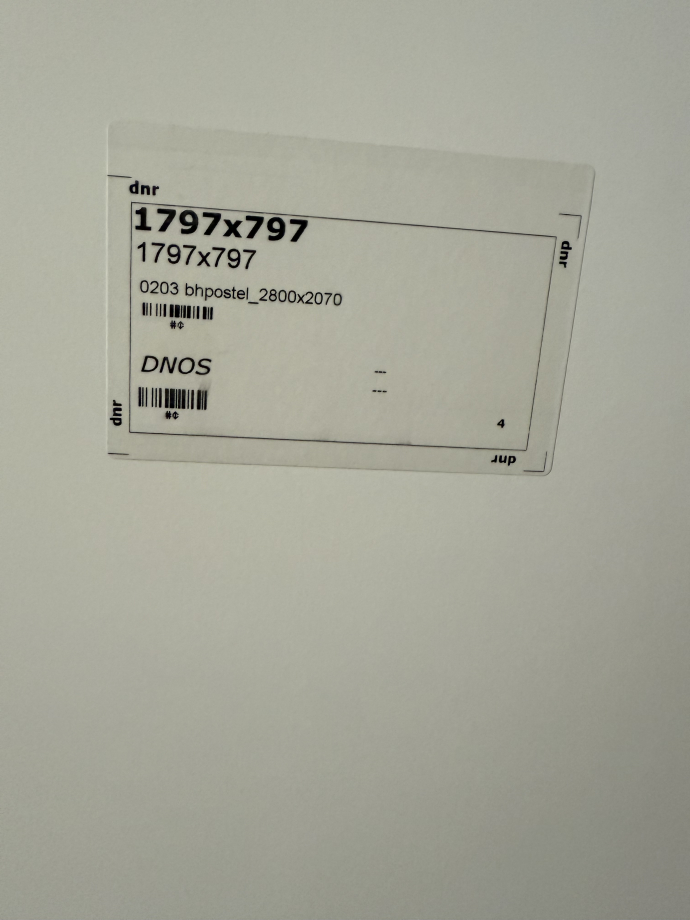 dnr
1797x797
1797x797
0203 bhpostel_2800x2070
#¢
DNOS
---
---
#¢
4
dnr
dnr
dnr